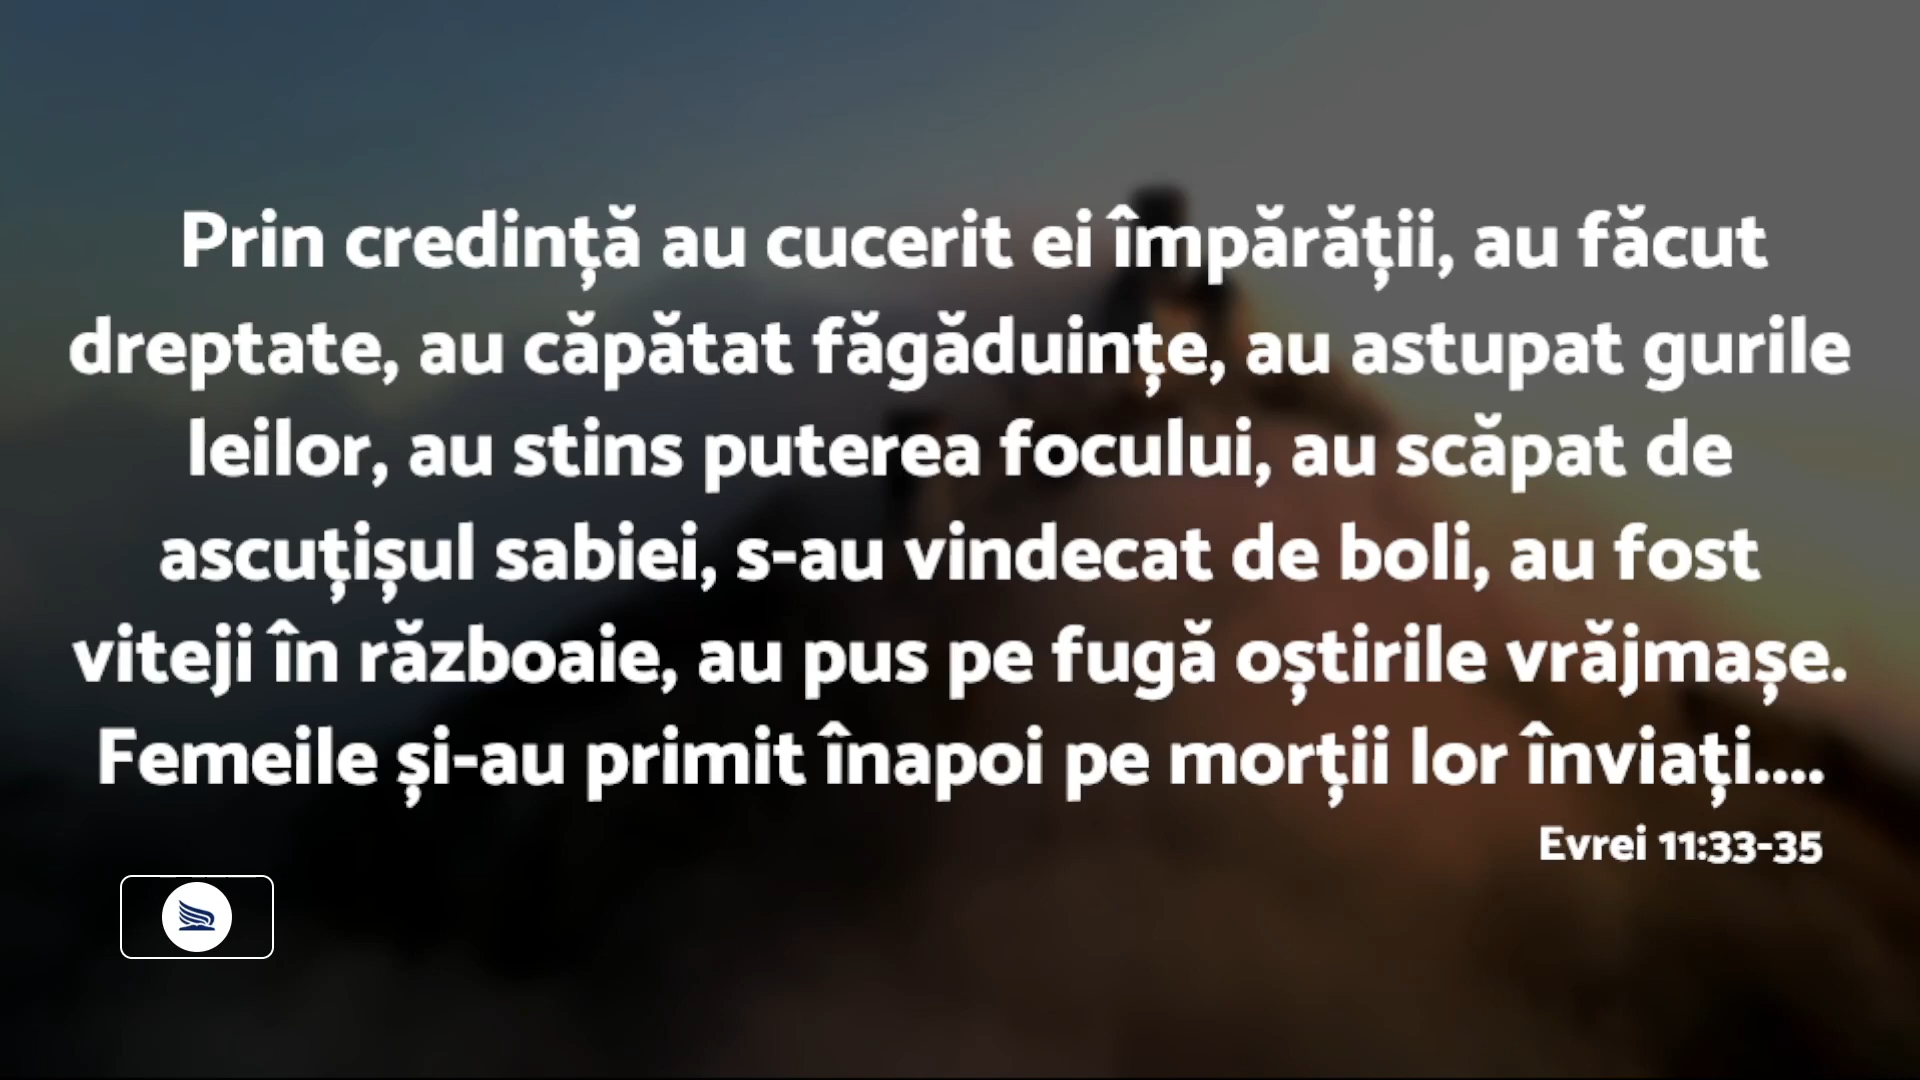 Prin credință au cucerit ei împărății, au făcut
dreptate, au căpătat făgăduințe, au astupat gurile
leilor, au stins puterea focului, au scăpat de
ascuțișul sabiei, s-au vindecat de boli, au fost
viteji în războaie, au pus pe fugă oștirile vrăjmașe.
Femeile și-au primit înapoi pe morții lor înviați....
Evrei 11:33-35